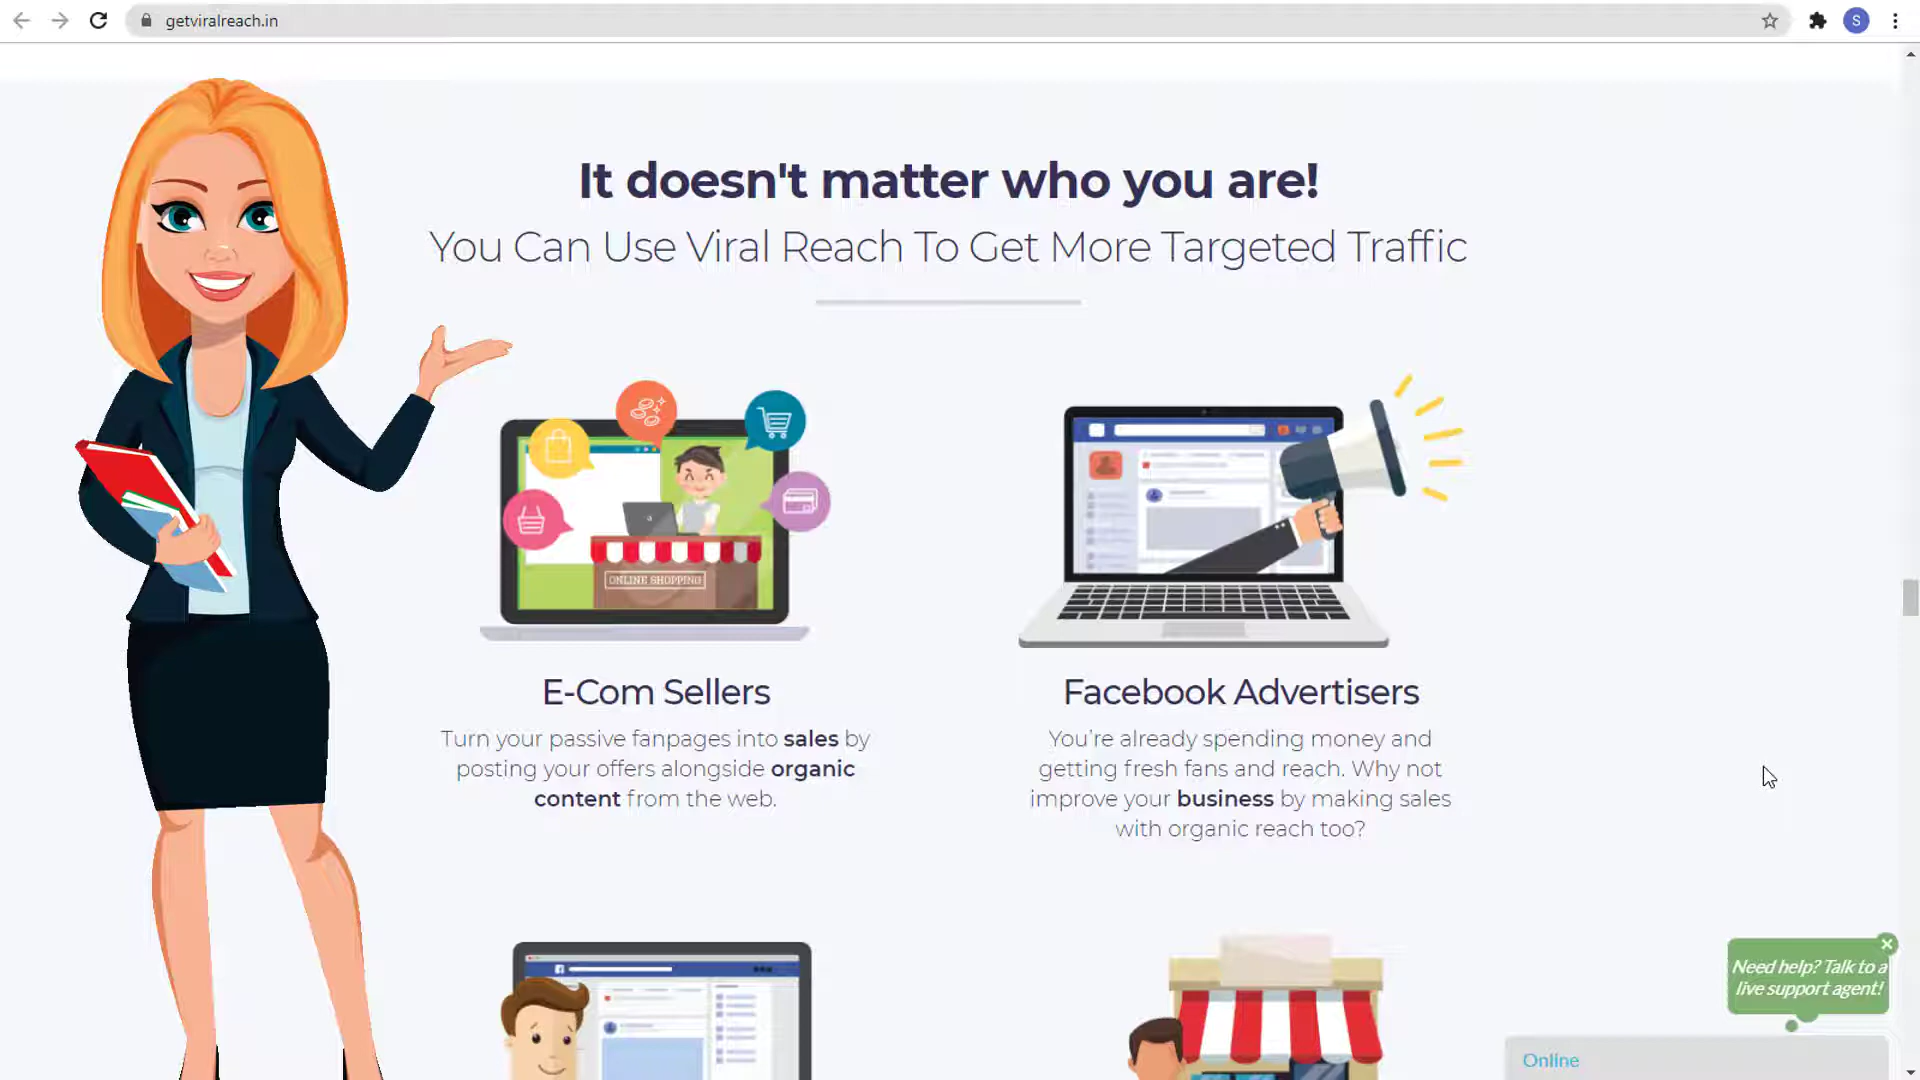 getviralreach.in
S
It doesn't matter who you are!
You Can Use Viral Reach To Get More Targeted Traffic
ONLINE SHOPPING
E-Com Sellers
Turn your passive fanpages into sales by
posting your offers alongside organic
content from the web.
Facebook Advertisers
You're already spending money and
getting fresh fans and reach. Why not
improve your business by making sales
with organic reach too?
Need help? Talk to a
live support agent!
Online